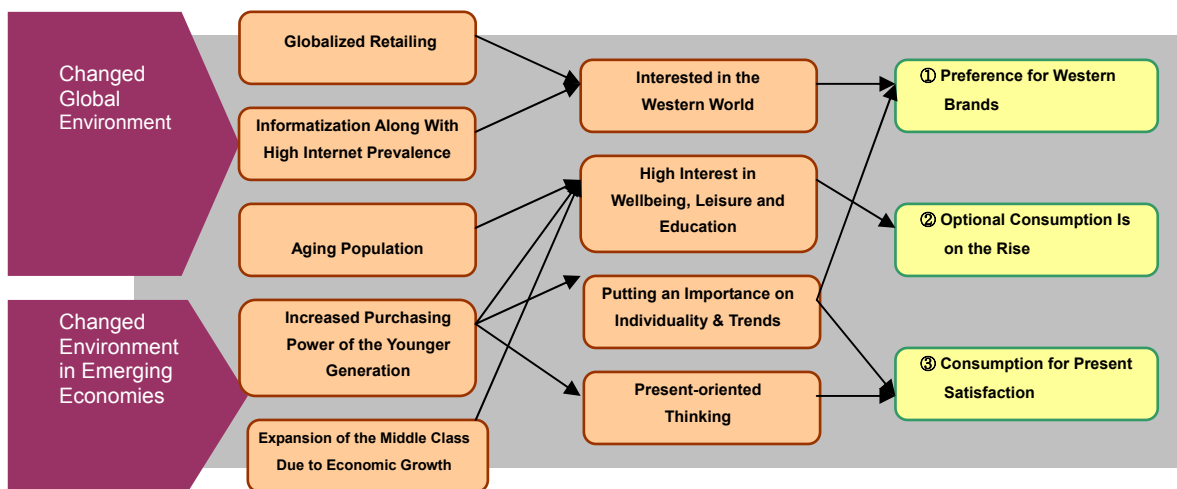 Changed
Global
Environment
Changed
Environment
in Emerging
Economies
Globalized Retailing
Informatization Along With
High Internet Prevalence
Aging Population
Increased Purchasing
Power of the Younger
Generation
Expansion of the Middle Class
Due to Economic Growth
Interested in the
Western World
High Interest in
Wellbeing, Leisure and
Education
Putting an Importance on
Individuality & Trends
Present-oriented
Thinking
① Preference for Western
Brands
② Optional Consumption Is
on the Rise
③ Consumption for Present
Satisfaction